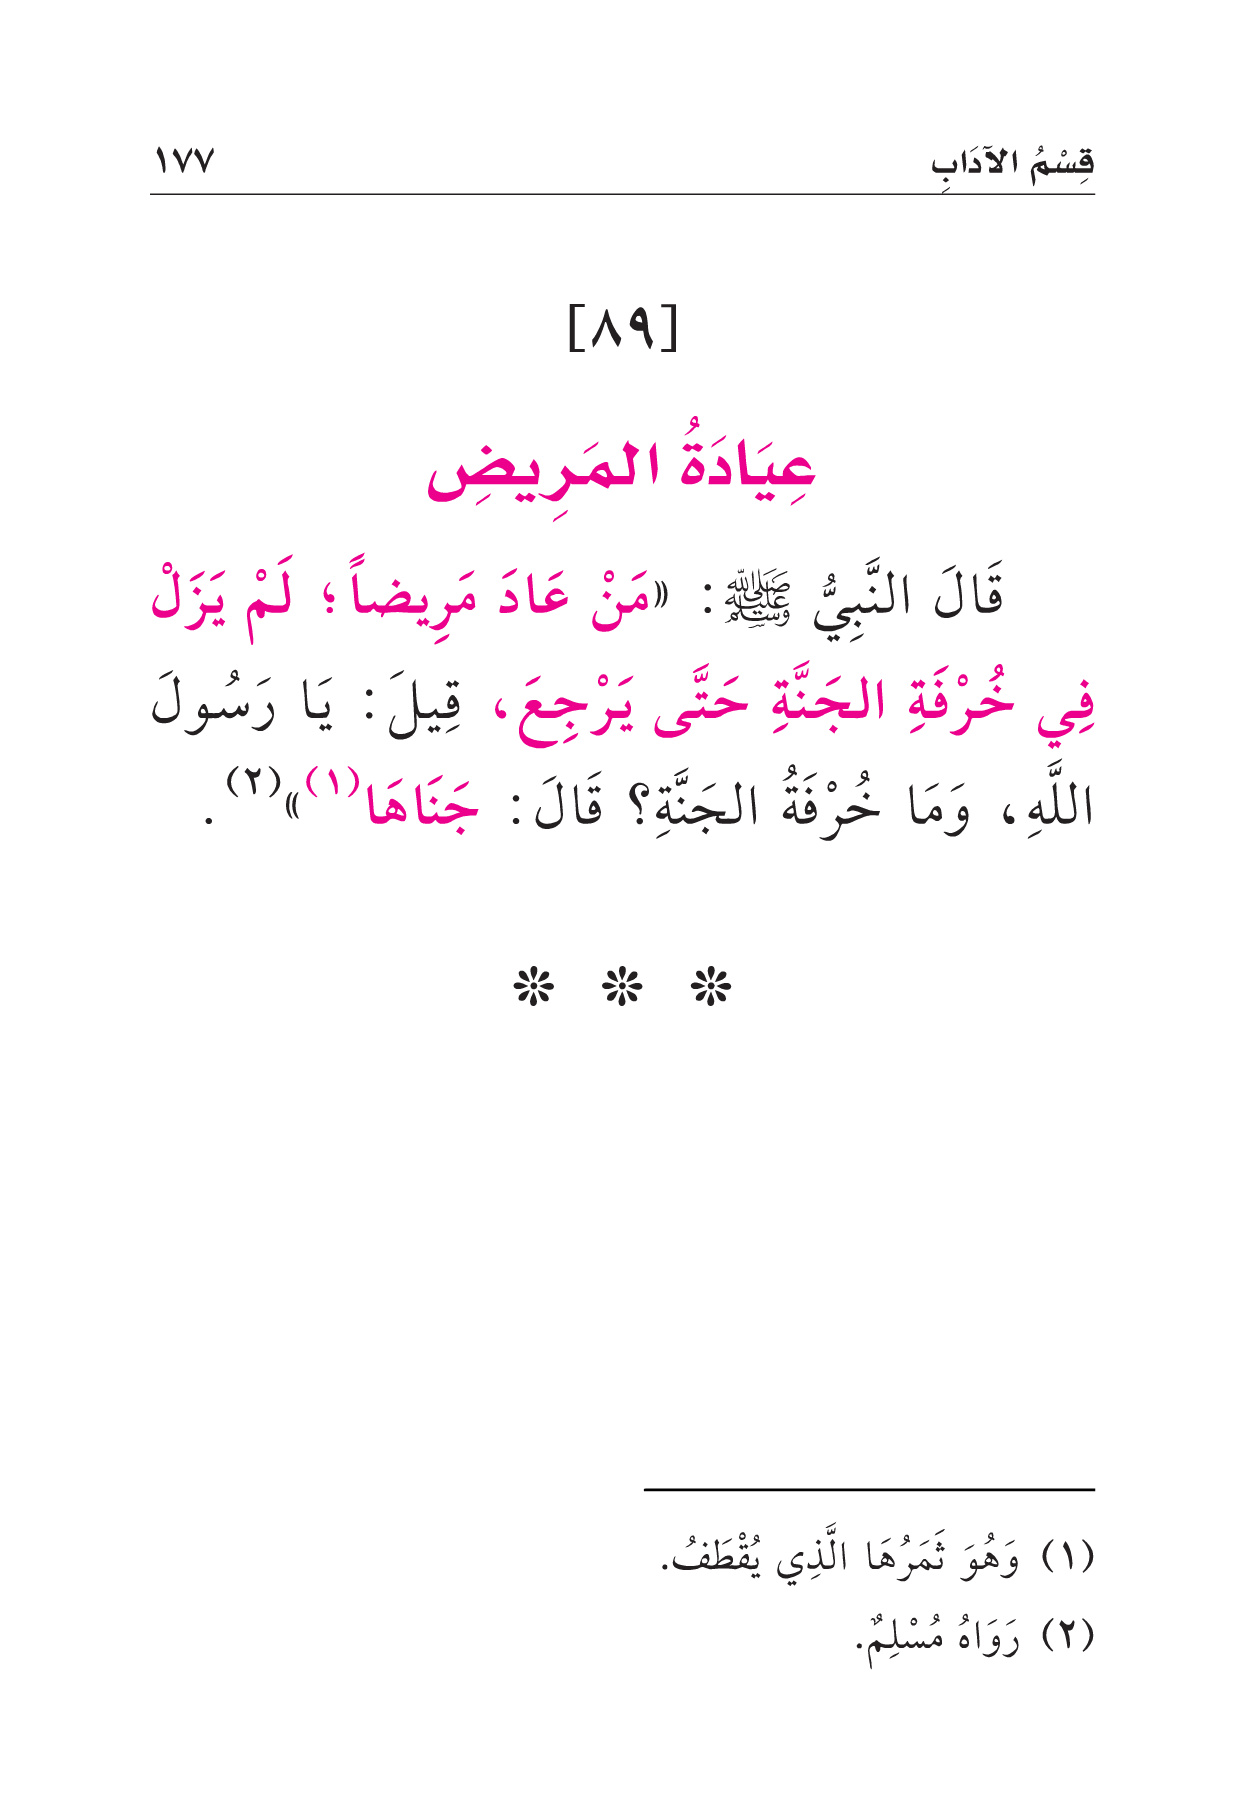 قِسْمُ الآدَابِ ١٧٧
[٨٩]
عِيَادَةُ المَرِيضِ
قَالَ النَّبِيُّ ﷺ: «مَنْ عَادَ مَرِيضاً؛ لَمْ يَزَلْ
فِي خُرْفَةِ الجَنَّةِ حَتَّى يَرْجِعَ، قِيلَ: يَا رَسُولَ
اللَّهِ، وَمَا خُرْفَةُ الجَنَّةِ؟ قَالَ: جَنَاهَا(١)»(٢).
(١) وَهُوَ ثَمَرُهَا الَّذِي يُقْطَفُ.
(٢) رَوَاهُ مُسْلِمٌ.